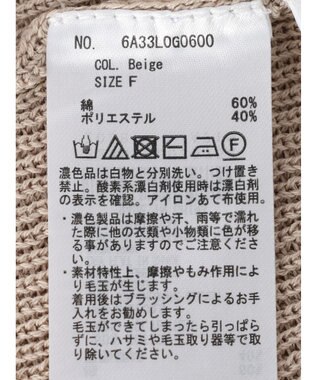 NO. 6A33L0G0600
COL. Beige
SIZE F
綿 60%
ポリエステル 40%
濃色品は白物と分別洗い。つけ置き
禁止。酸素系漂白剤使用時は漂白剤
の表示を確認。アイロンあて布使用。
・濃色製品は摩擦や汗、雨等で濡れ
た際に他の衣類や小物類に色が移
る事がありますのでご注意くださ
い。
・素材特性上、摩擦やもみ作用によ
り毛玉が生じます。
着用後はブラッシングによるお手
入れをお勧めします。
毛玉ができてしまったら引っぱら
ずに、ハサミや毛玉取り器等で取
り除いてください。